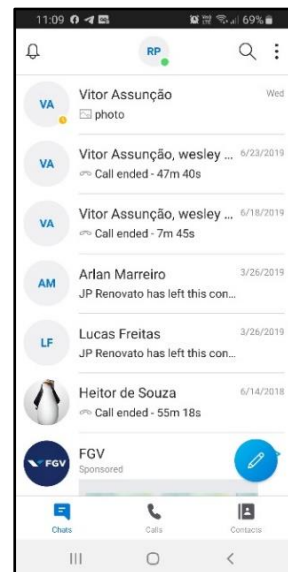 11:09 69%
RP
VA Vitor Assunção Wed
photo
VA Vitor Assunção, wesley ... 6/23/2019
Call ended - 47m 40s
VA Vitor Assunção, wesley ... 6/18/2019
Call ended - 7m 45s
AM Arlan Marreiro 3/26/2019
JP Renovato has left this con...
LF Lucas Freitas 3/26/2019
JP Renovato has left this con...
Heitor de Souza 6/14/2018
Call ended - 55m 18s
FGV FGV
Sponsored
Chats Calls Contacts